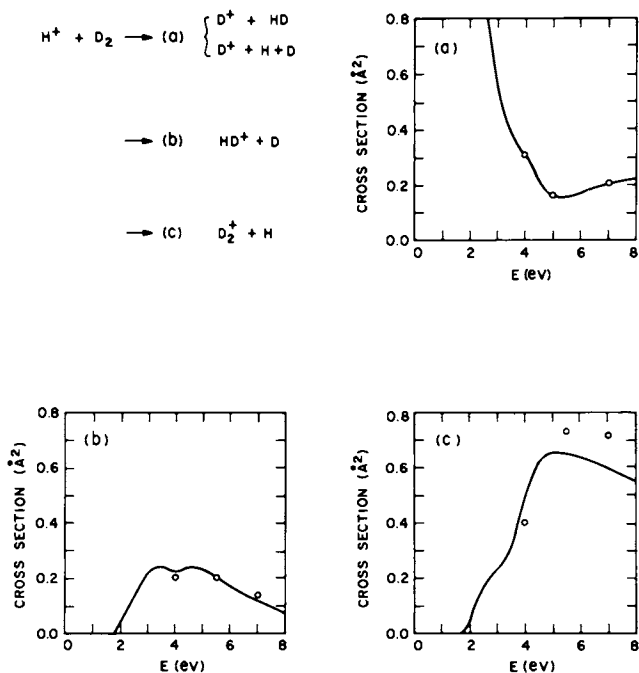 H+ + D2 → (a) { D+ + HD
D+ + H + D
→ (b) HD+ + D
→ (c) D2+ + H
(a)
CROSS SECTION (Å2)
0.8
0.6
0.4
0.2
0.0
0 2 4 6 8
E (eV)
(b)
CROSS SECTION (Å2)
0.8
0.6
0.4
0.2
0.0
0 2 4 6 8
E (eV)
(c)
CROSS SECTION (Å2)
0.8
0.6
0.4
0.2
0.0
0 2 4 6 8
E (eV)